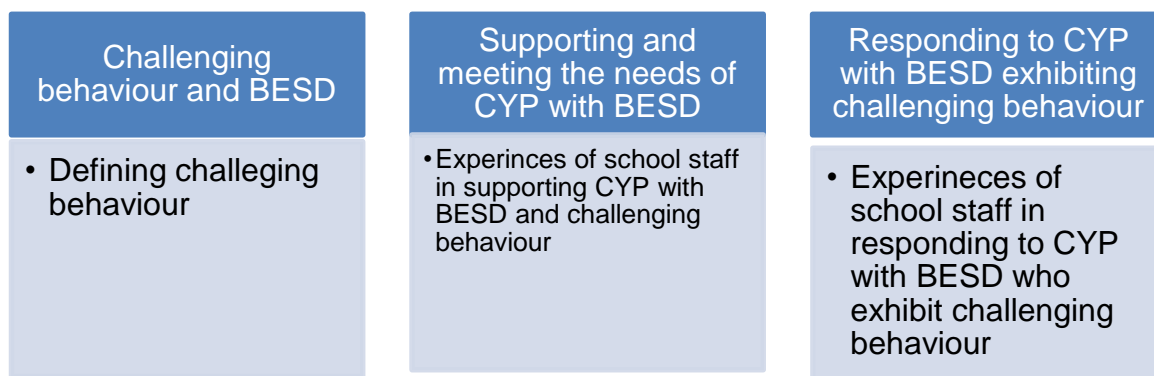 Challenging
behaviour and BESD
• Defining challeging
behaviour
Supporting and
meeting the needs of
CYP with BESD
• Experinces of school staff
in supporting CYP with
BESD and challenging
behaviour
Responding to CYP
with BESD exhibiting
challenging behaviour
• Experineces of
school staff in
responding to CYP
with BESD who
exhibit challenging
behaviour